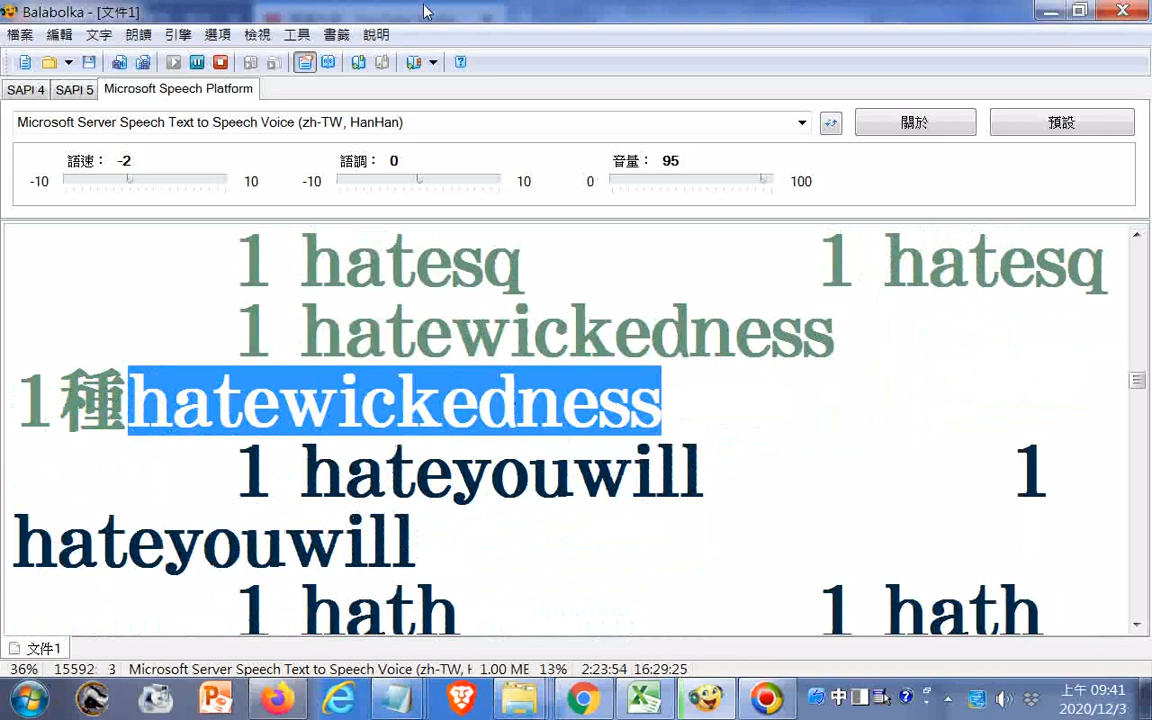 Balabolka - [文件1]
檔案 編輯 文字 朗讀 引擎 選項 檢視 工具 書籤 說明
SAPI 4 SAPI 5 Microsoft Speech Platform
Microsoft Server Speech Text to Speech Voice (zh-TW, HanHan) 關於 預設
語速： -2 語調： 0 音量： 95
-10 10 -10 10 0 100
1 hatesq 1 hatesq
1 hatewickedness
1種hatewickedness
1 hateyouwill 1
hateyouwill
1 hath 1 hath
文件1
36% 15592: 3 Microsoft Server Speech Text to Speech Voice (zh-TW, 1.00 ME 13% 2:23:54 16:29:25
中 上午 09:41
2020/12/3